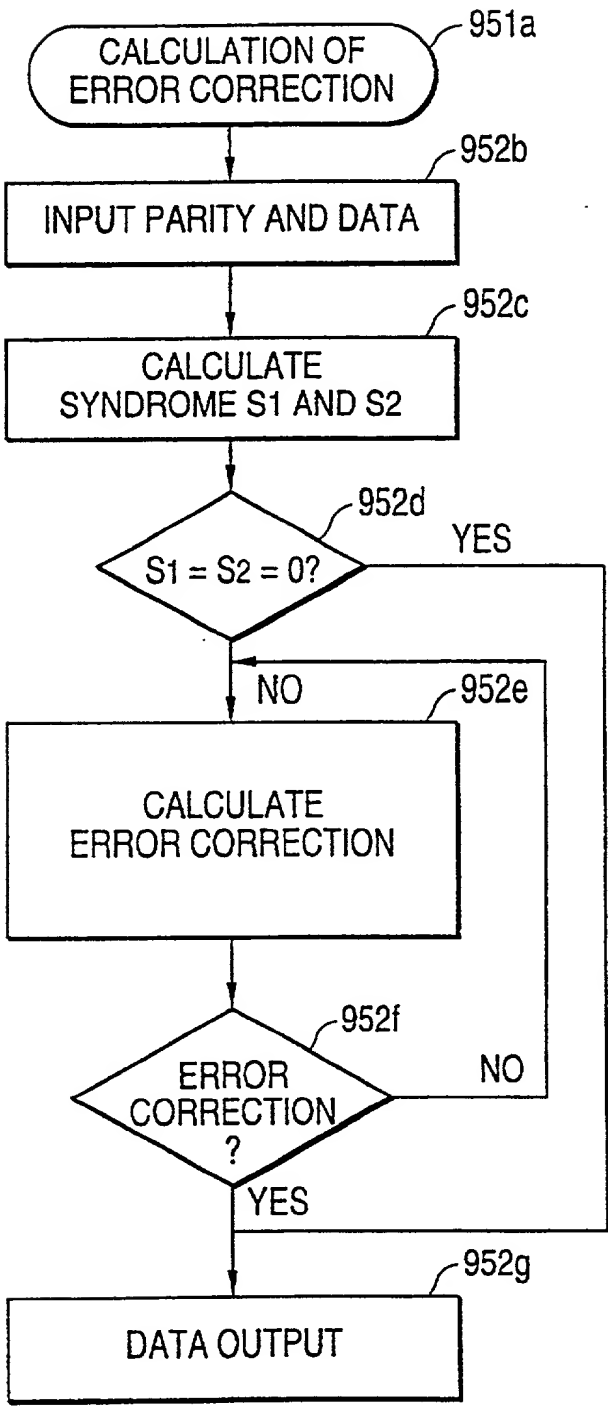 951a
CALCULATION OF
ERROR CORRECTION
952b
INPUT PARITY AND DATA
952c
CALCULATE
SYNDROME S1 AND S2
952d
S1 = S2 = 0?
YES
NO
952e
CALCULATE
ERROR CORRECTION
952f
ERROR
CORRECTION
?
NO
YES
952g
DATA OUTPUT